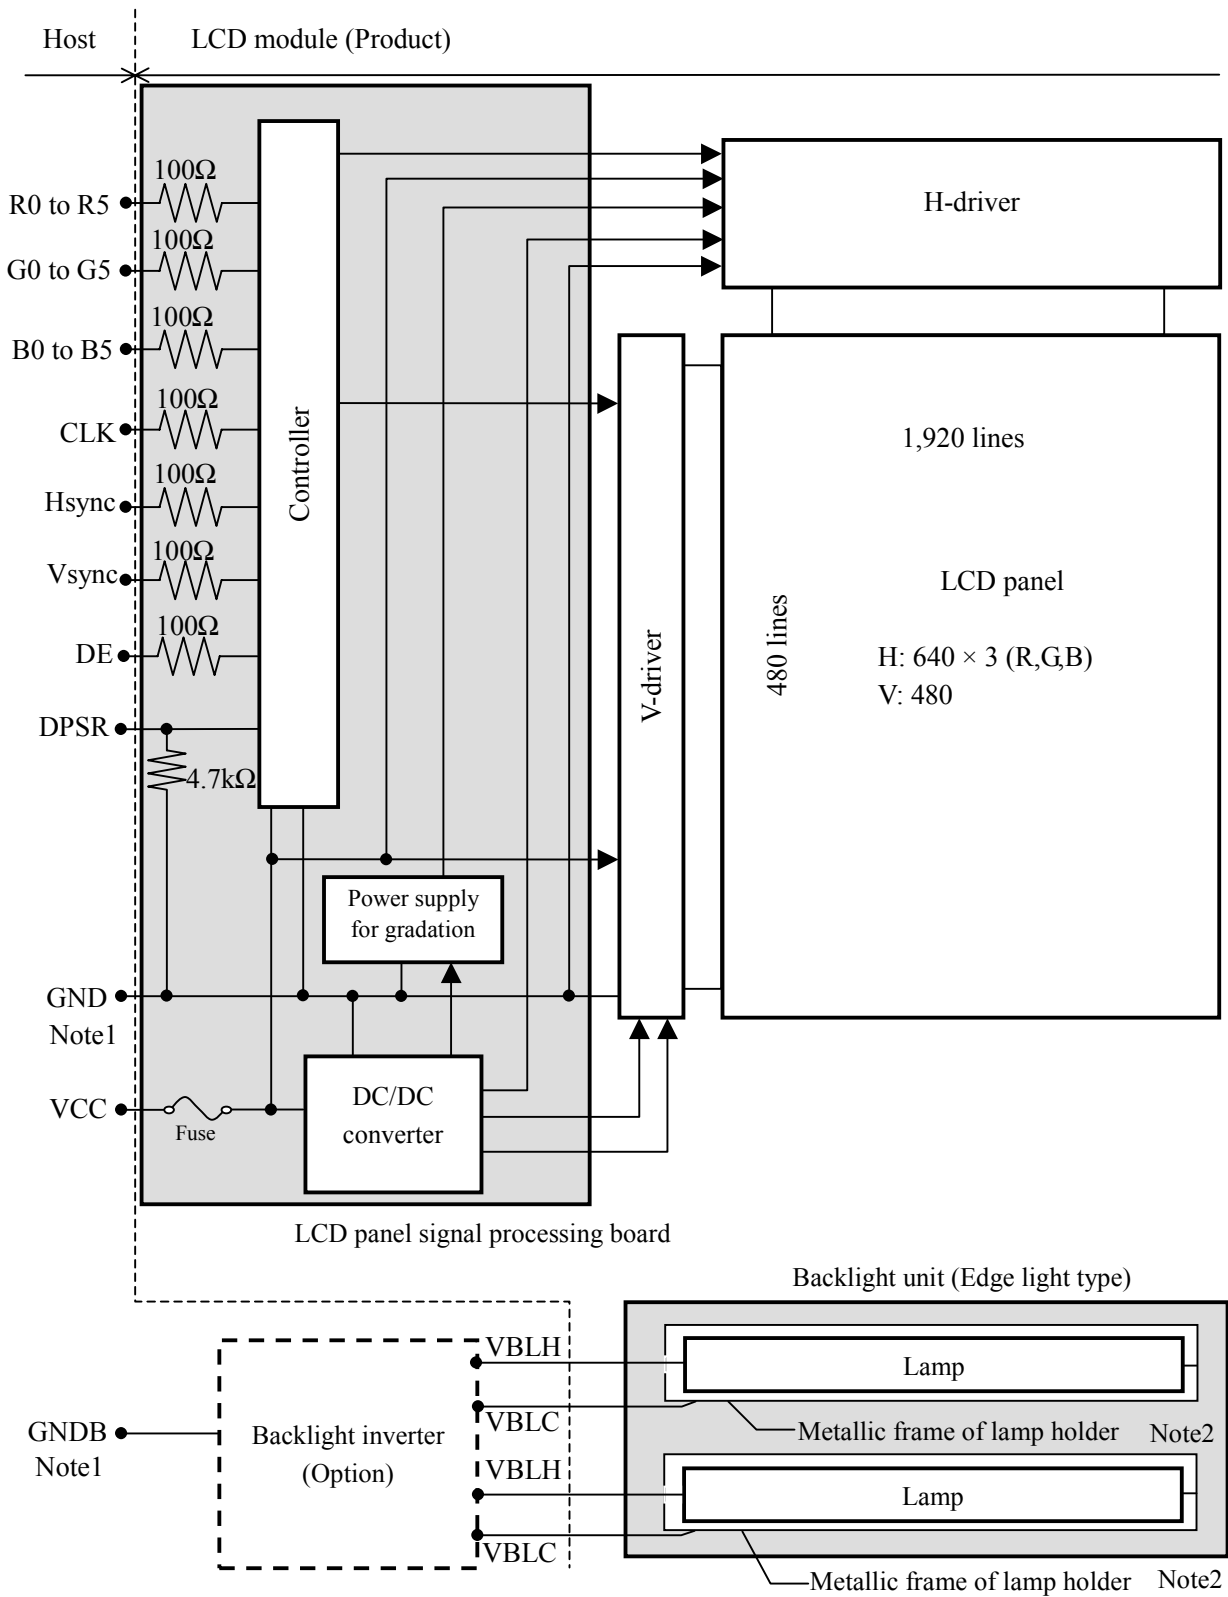 Host
LCD module (Product)
100Ω
R0 to R5
100Ω
G0 to G5
100Ω
B0 to B5
100Ω
CLK
100Ω
Hsync
100Ω
Vsync
100Ω
DE
DPSR
4.7kΩ
Controller
H-driver
V-driver
1,920 lines
480 lines
LCD panel
H: 640 × 3 (R,G,B)
V: 480
Power supply
for gradation
GND
Note1
VCC
Fuse
DC/DC
converter
LCD panel signal processing board
Backlight unit (Edge light type)
VBLH
Lamp
VBLC
Metallic frame of lamp holder
Note2
GNDB
Note1
Backlight inverter
(Option)
VBLH
Lamp
VBLC
Metallic frame of lamp holder
Note2